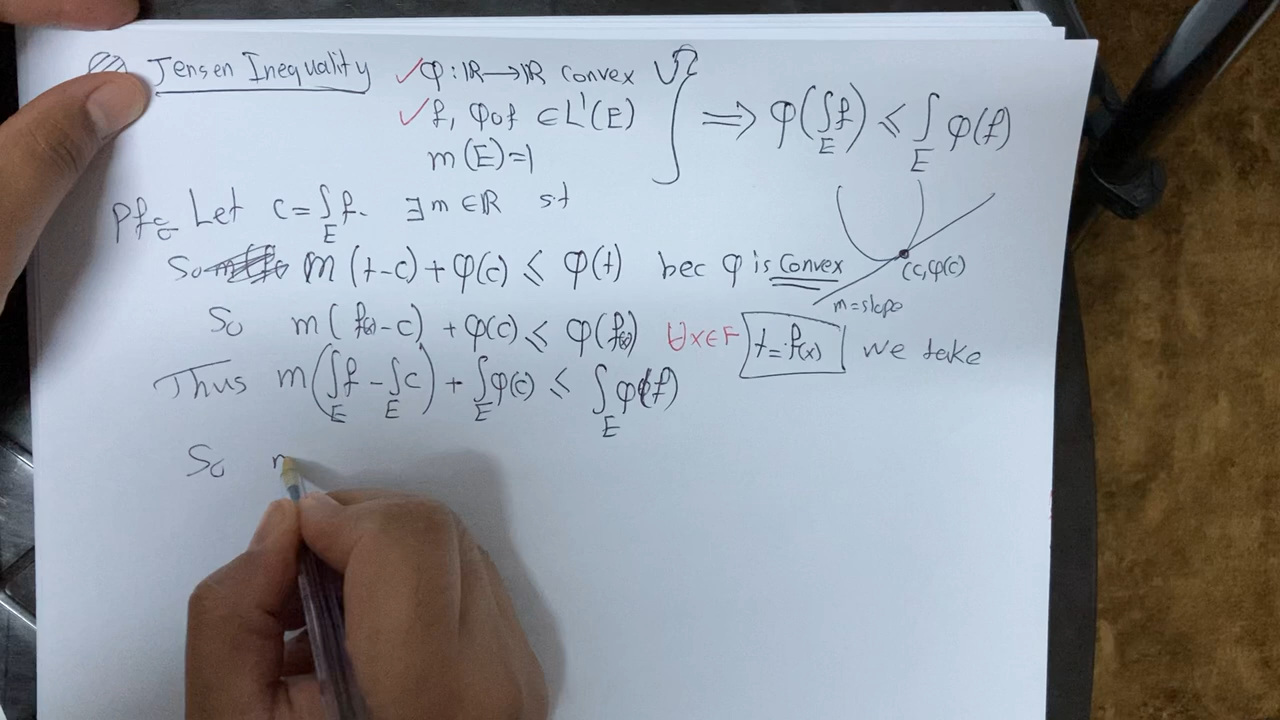 Jensen Inequality ✓φ: ℝ→ℝ convex
✓f, φof ∈L¹(E)
m(E)=1
⟹ φ(∫_E f) ≤ ∫_E φ(f)
Pf: Let c=∫_E f. ∃m∈ℝ s.t
So m(t-c)+φ(c) ≤ φ(t) bec φ is convex
(c,φ(c))
m=slope
So m(f(x)-c)+φ(c) ≤ φ(f(x)) ∀x∈E t=f(x) we take
Thus m(∫_E f - ∫_E c) + ∫_E φ(c) ≤ ∫_E φ(f)
So m